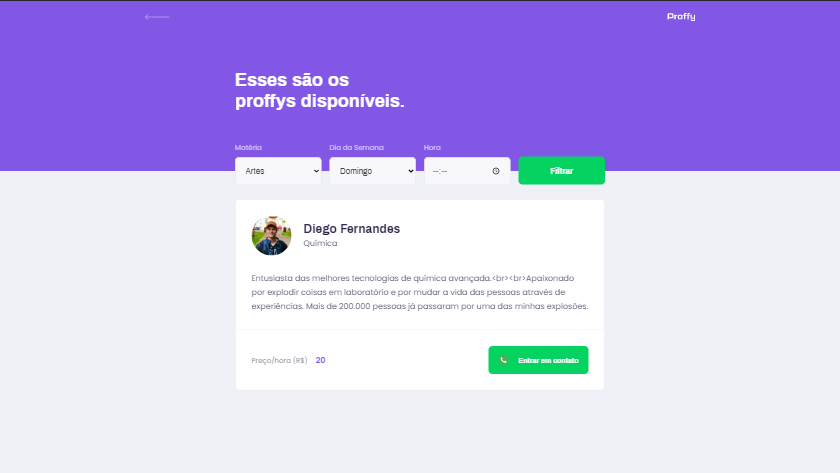 Proffy
Esses são os
proffys disponíveis.
Matéria Dia da Semana Hora
Artes Domingo --:-- Filtrar
Diego Fernandes
Química
Entusiasta das melhores tecnologias de química avançada.<br><br>Apaixonado
por explodir coisas em laboratório e por mudar a vida das pessoas através de
experiências. Mais de 200.000 pessoas já passaram por uma das minhas explosões.
Preço/hora (R$) 20 Entrar em contato